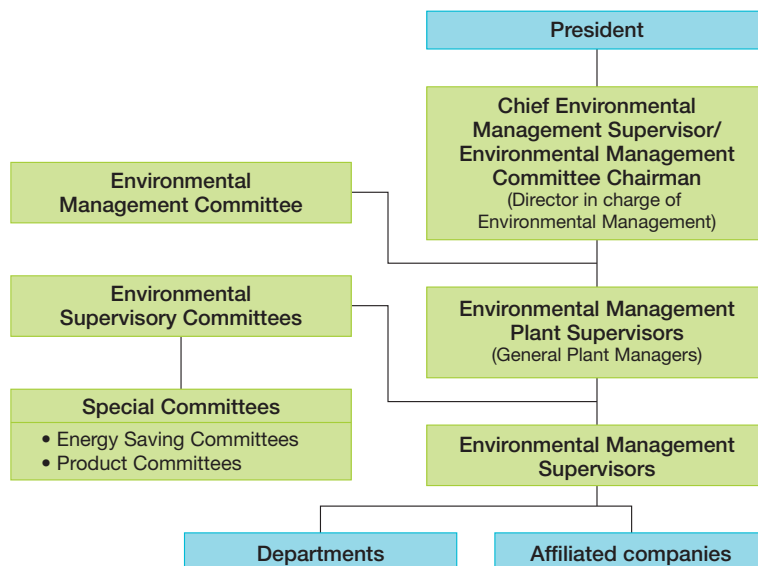 President
Chief Environmental
Management Supervisor/
Environmental Management
Committee Chairman
(Director in charge of
Environmental Management)
Environmental
Management Committee
Environmental
Supervisory Committees
Environmental Management
Plant Supervisors
(General Plant Managers)
Special Committees
• Energy Saving Committees
• Product Committees
Environmental Management
Supervisors
Departments
Affiliated companies